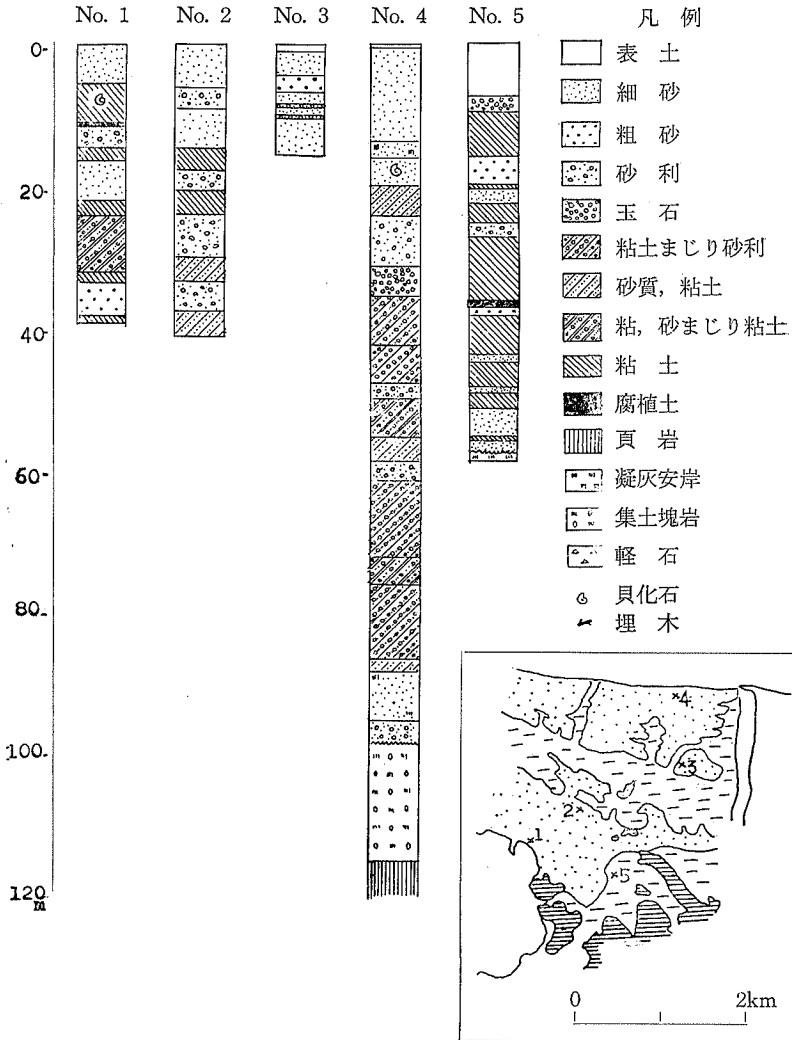 No. 1 No. 2 No. 3 No. 4 No. 5
凡 例
0-
20-
40-
60-
80-
100-
120
m
表 土
細 砂
粗 砂
砂 利
玉 石
粘土まじり砂利
砂質,粘土
粘,砂まじり粘土
粘 土
腐植土
頁 岩
凝灰安岸
集土塊岩
軽 石
貝化石
埋 木
×4
×3
2×
×1
×5
0 2km